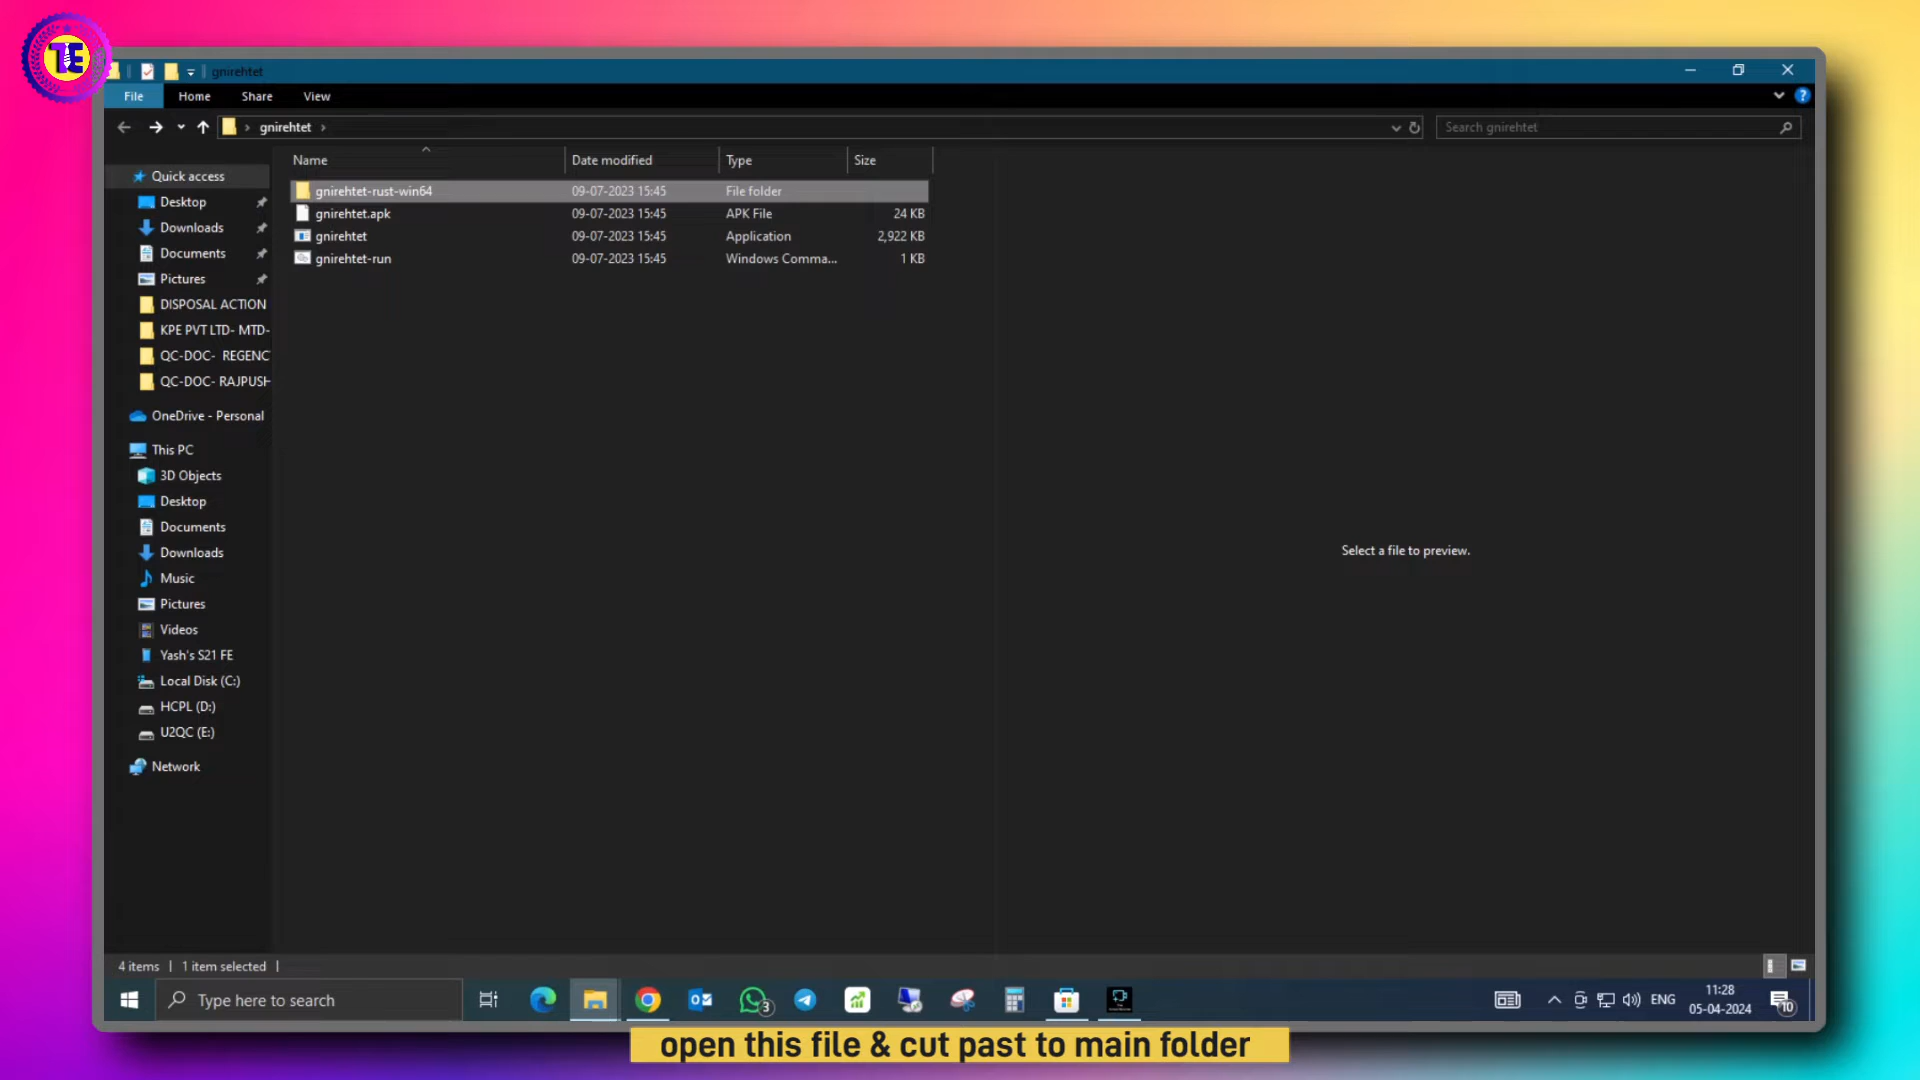 TE
gnirehtet
File Home Share View
gnirehtet
Search gnirehtet
Name Date modified Type Size
Quick access
gnirehtet-rust-win64 09-07-2023 15:45 File folder
Desktop
gnirehtet.apk 09-07-2023 15:45 APK File 24 KB
Downloads
gnirehtet 09-07-2023 15:45 Application 2,922 KB
Documents
gnirehtet-run 09-07-2023 15:45 Windows Comma... 1 KB
Pictures
DISPOSAL ACTION
KPE PVT LTD- MTD-
QC-DOC- REGENC
QC-DOC- RAJPUSH
OneDrive - Personal
This PC
3D Objects
Desktop
Documents
Downloads
Music
Pictures
Videos
Yash's S21 FE
Local Disk (C:)
HCPL (D:)
U2QC (E:)
Network
Select a file to preview.
4 items 1 item selected
Type here to search
3
ENG
11:28
05-04-2024
10
open this file & cut past to main folder